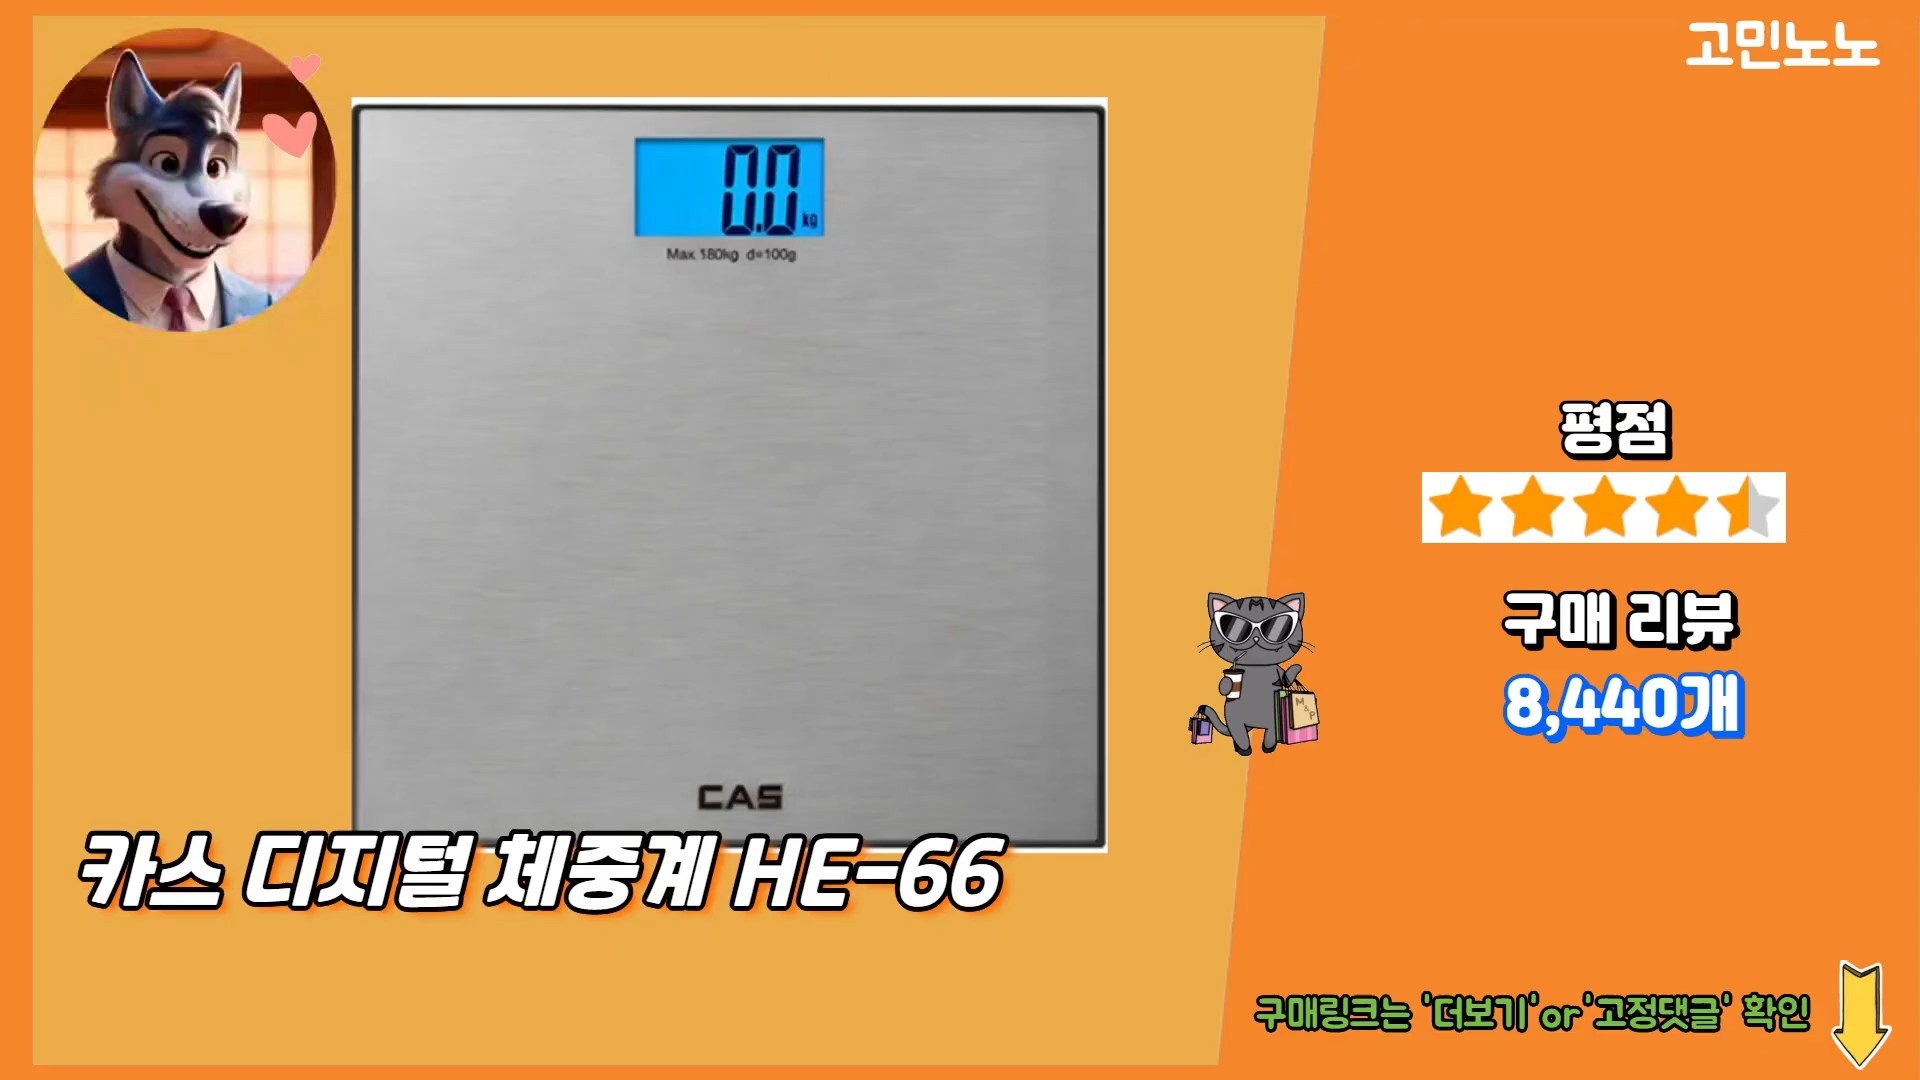 고민노노
0.0 kg
Max 180kg d=100g
CAS
카스 디지털 체중계 HE-66
평점
구매 리뷰
8,440개
M
&
P
구매링크는 '더보기' or '고정댓글' 확인